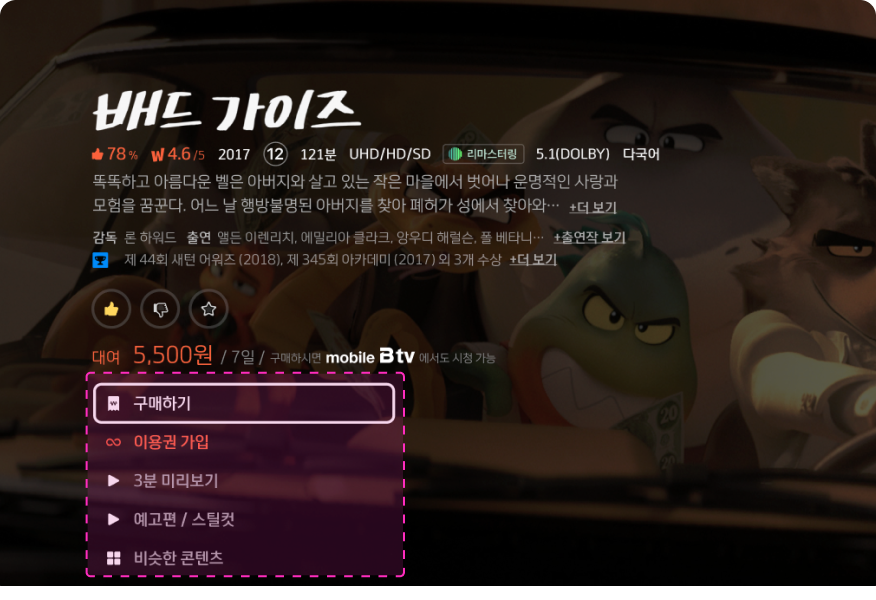 배드 가이즈
78% W 4.6/5 2017 12 121분 UHD/HD/SD 리마스터링 5.1(DOLBY) 다국어
똑똑하고 아름다운 벨은 아버지와 살고 있는 작은 마을에서 벗어나 운명적인 사랑과
모험을 꿈꾼다. 어느 날 행방불명된 아버지를 찾아 폐허가 성에서 찾아와… +더 보기
감독 론 하워드 출연 앨든 이렌리치, 에밀리아 클라크, 앙우디 해럴슨, 폴 베타니… +출연작 보기
제 44회 새턴 어워즈 (2018), 제 345회 아카데미 (2017) 외 3개 수상 +더 보기
대여 5,500원 / 7일 / 구매하시면 mobile B tv 에서도 시청 가능
구매하기
이용권 가입
3분 미리보기
예고편 / 스틸컷
비슷한 콘텐츠
20